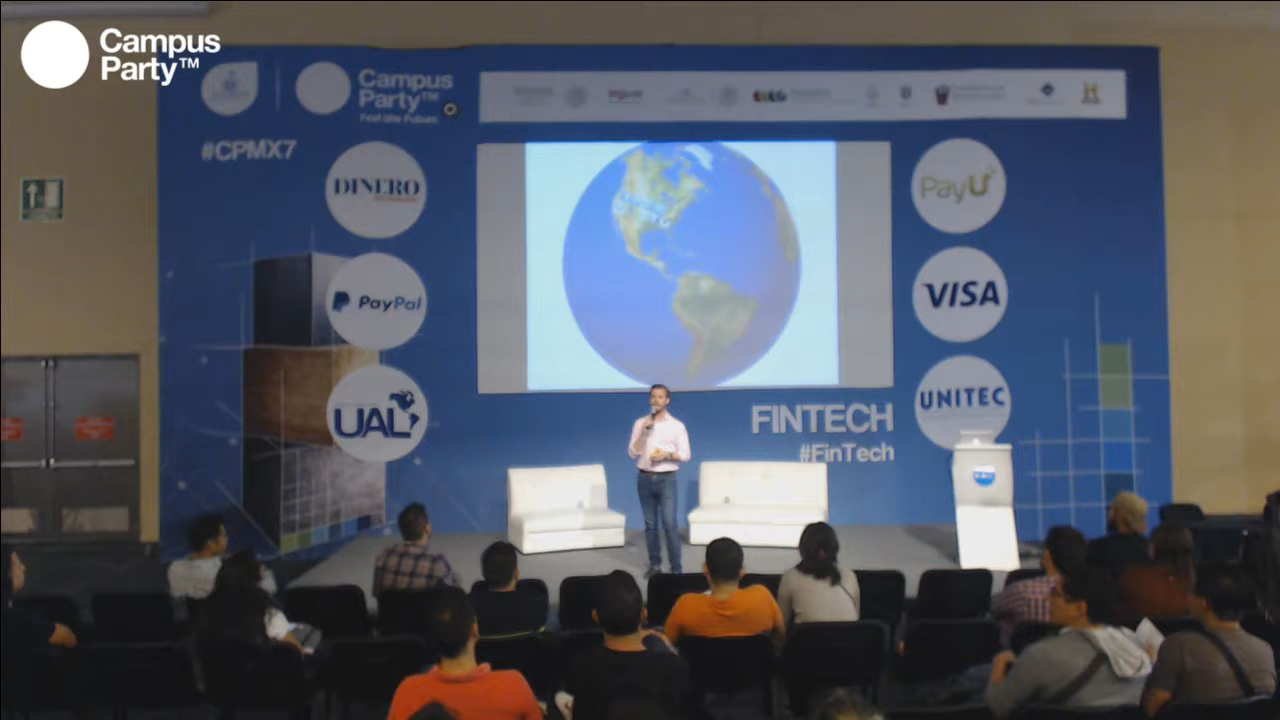 Campus
Party™
Campus
Party™
Feel the Future
#CPMX7
DINERO
PayPal
UAL
PayU
VISA
UNITEC
FINTECH
#FinTech